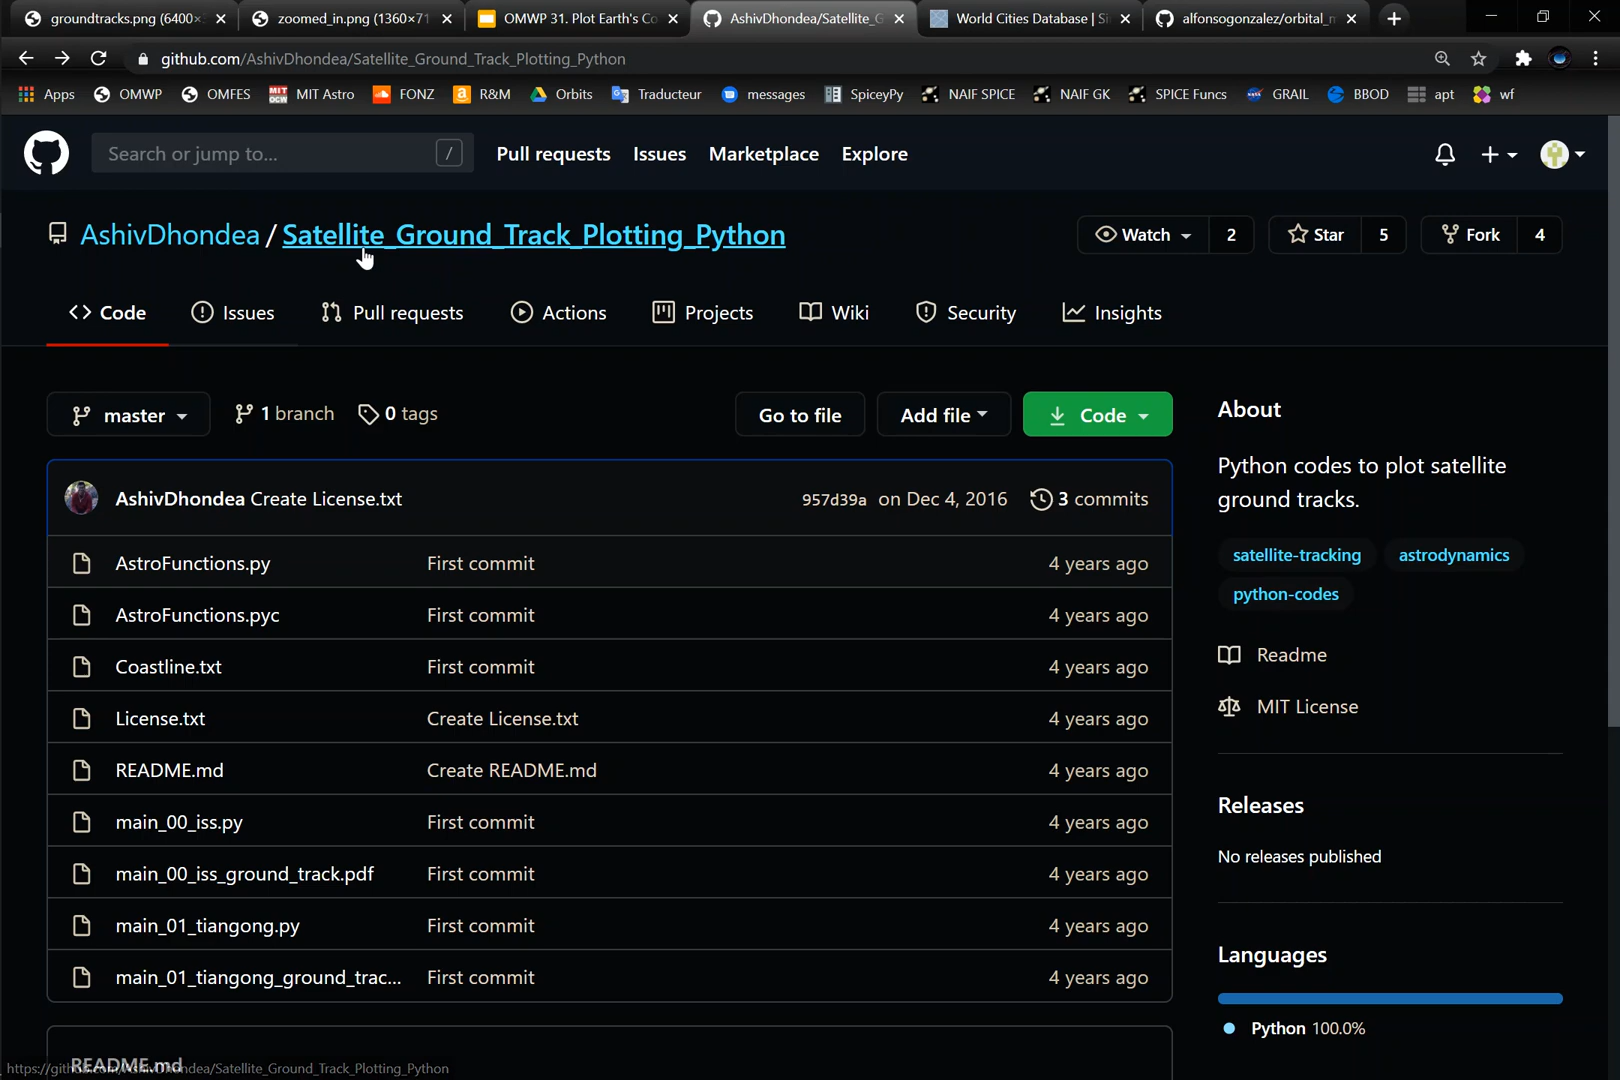 groundtracks.png (6400×
zoomed_in.png (1360×71
OMWP 31. Plot Earth's Co
AshivDhondea/Satellite_G
World Cities Database | Si
alfonsogonzalez/orbital_m
github.com/AshivDhondea/Satellite_Ground_Track_Plotting_Python
Apps OMWP OMFES MIT Astro FONZ R&M Orbits Traducteur messages SpiceyPy NAIF SPICE NAIF GK SPICE Funcs GRAIL BBOD apt wf
Search or jump to... /
Pull requests Issues Marketplace Explore
AshivDhondea / Satellite_Ground_Track_Plotting_Python
Watch 2 Star 5 Fork 4
Code Issues Pull requests Actions Projects Wiki Security Insights
master 1 branch 0 tags Go to file Add file Code
AshivDhondea Create License.txt 957d39a on Dec 4, 2016 3 commits
AstroFunctions.py First commit 4 years ago
AstroFunctions.pyc First commit 4 years ago
Coastline.txt First commit 4 years ago
License.txt Create License.txt 4 years ago
README.md Create README.md 4 years ago
main_00_iss.py First commit 4 years ago
main_00_iss_ground_track.pdf First commit 4 years ago
main_01_tiangong.py First commit 4 years ago
main_01_tiangong_ground_trac... First commit 4 years ago
README.md
About
Python codes to plot satellite
ground tracks.
satellite-tracking astrodynamics
python-codes
Readme
MIT License
Releases
No releases published
Languages
Python 100.0%
https://github.com/AshivDhondea/Satellite_Ground_Track_Plotting_Python